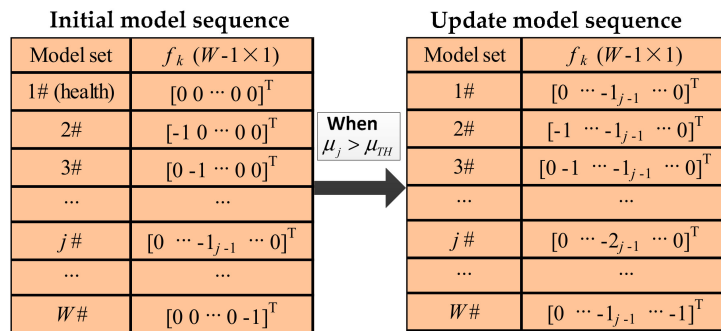 Initial model sequence
Model set f_k (W-1×1)
1# (health) [0 0 ··· 0 0]^T
2# [-1 0 ··· 0 0]^T
3# [0 -1 ··· 0 0]^T
··· ···
j# [0 ··· -1_{j-1} ··· 0]^T
··· ···
W# [0 0 ··· 0 -1]^T
When
μ_j > μ_{TH}
Update model sequence
Model set f_k (W-1×1)
1# [0 ··· -1_{j-1} ··· 0]^T
2# [-1 ··· -1_{j-1} ··· 0]^T
3# [0 -1 ··· -1_{j-1} ··· 0]^T
··· ···
j# [0 ··· -2_{j-1} ··· 0]^T
··· ···
W# [0 ··· -1_{j-1} ··· -1]^T